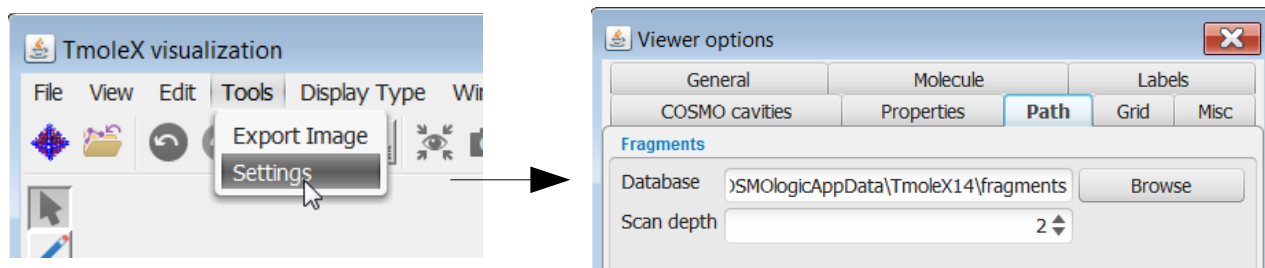 TmoleX visualization
File View Edit Tools Display Type
Export Image
Settings
Viewer options
General Molecule Labels
COSMO cavities Properties Path Grid Misc
Fragments
Database OSMOlogicAppData\TmoleX14\fragments Browse
Scan depth 2